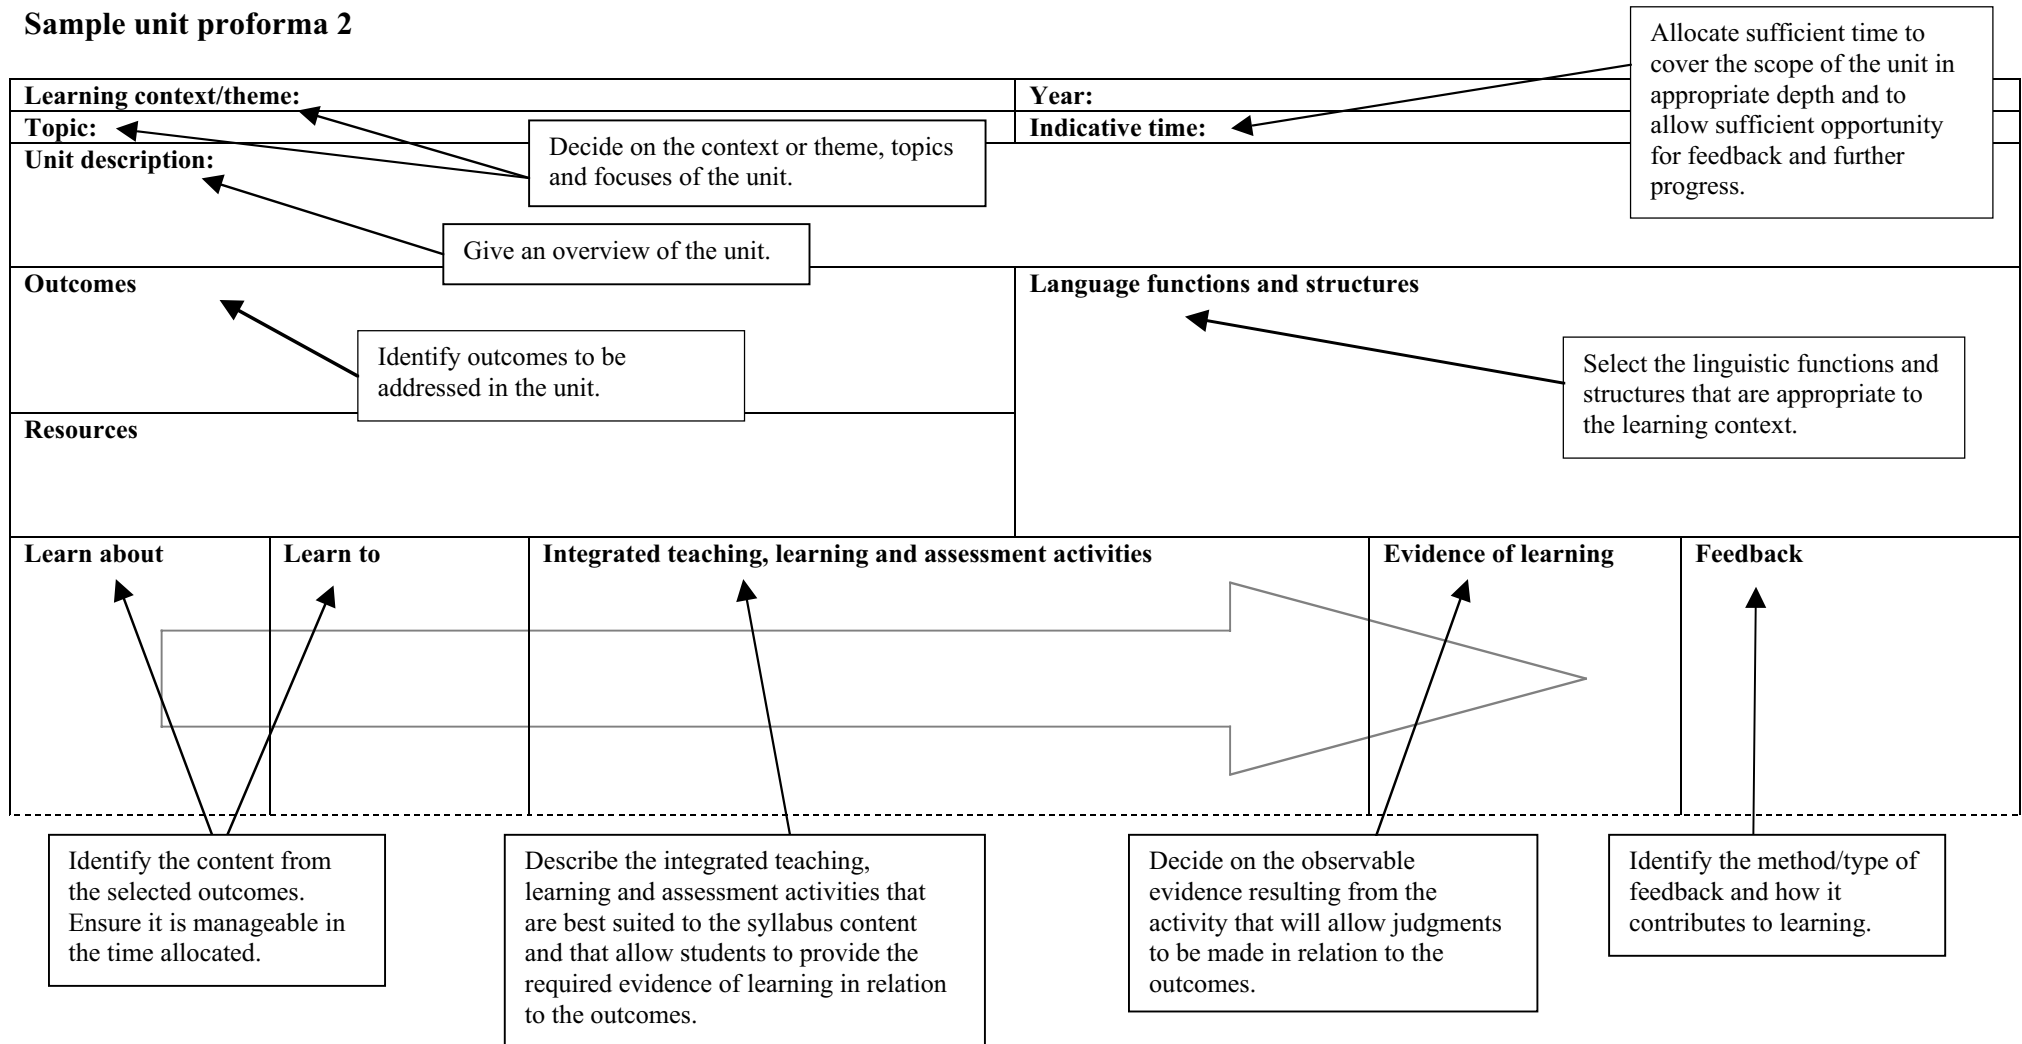 Sample unit proforma 2
Allocate sufficient time to
cover the scope of the unit in
appropriate depth and to
allow sufficient opportunity
for feedback and further
progress.
Learning context/theme:
Year:
Topic:
Indicative time:
Decide on the context or theme, topics
and focuses of the unit.
Unit description:
Give an overview of the unit.
Outcomes
Identify outcomes to be
addressed in the unit.
Language functions and structures
Select the linguistic functions and
structures that are appropriate to
the learning context.
Resources
Learn about
Learn to
Integrated teaching, learning and assessment activities
Evidence of learning
Feedback
Identify the content from
the selected outcomes.
Ensure it is manageable in
the time allocated.
Describe the integrated teaching,
learning and assessment activities that
are best suited to the syllabus content
and that allow students to provide the
required evidence of learning in relation
to the outcomes.
Decide on the observable
evidence resulting from the
activity that will allow judgments
to be made in relation to the
outcomes.
Identify the method/type of
feedback and how it
contributes to learning.